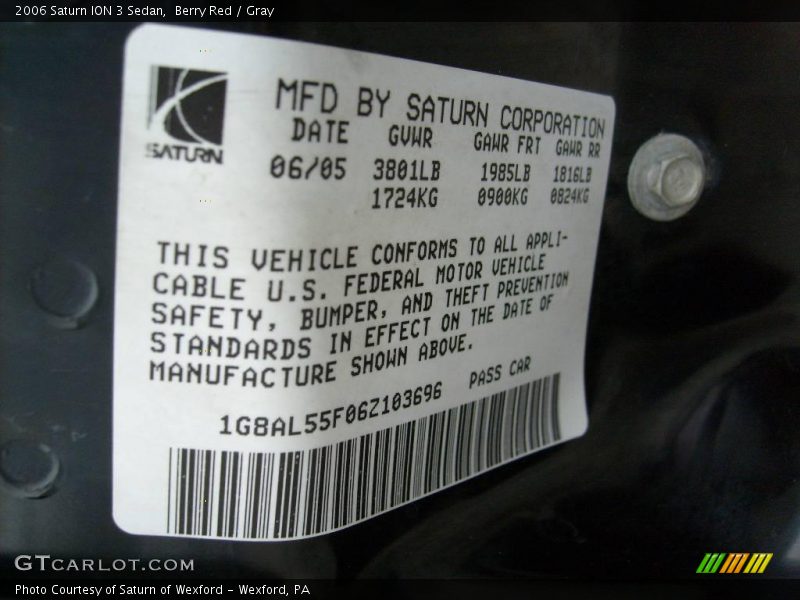 2006 Saturn ION 3 Sedan,  Berry Red / Gray
SATURN
MFD BY SATURN CORPORATION
DATE GVWR GAWR FRT GAWR RR
06/05 3801LB 1985LB 1816LB
1724KG 0900KG 0824KG
THIS VEHICLE CONFORMS TO ALL APPLI-
CABLE U.S. FEDERAL MOTOR VEHICLE
SAFETY, BUMPER, AND THEFT PREVENTION
STANDARDS IN EFFECT ON THE DATE OF
MANUFACTURE SHOWN ABOVE.
1G8AL55F06Z103696 PASS CAR
GTCARLOT.COM
Photo Courtesy of Saturn of Wexford - Wexford, PA